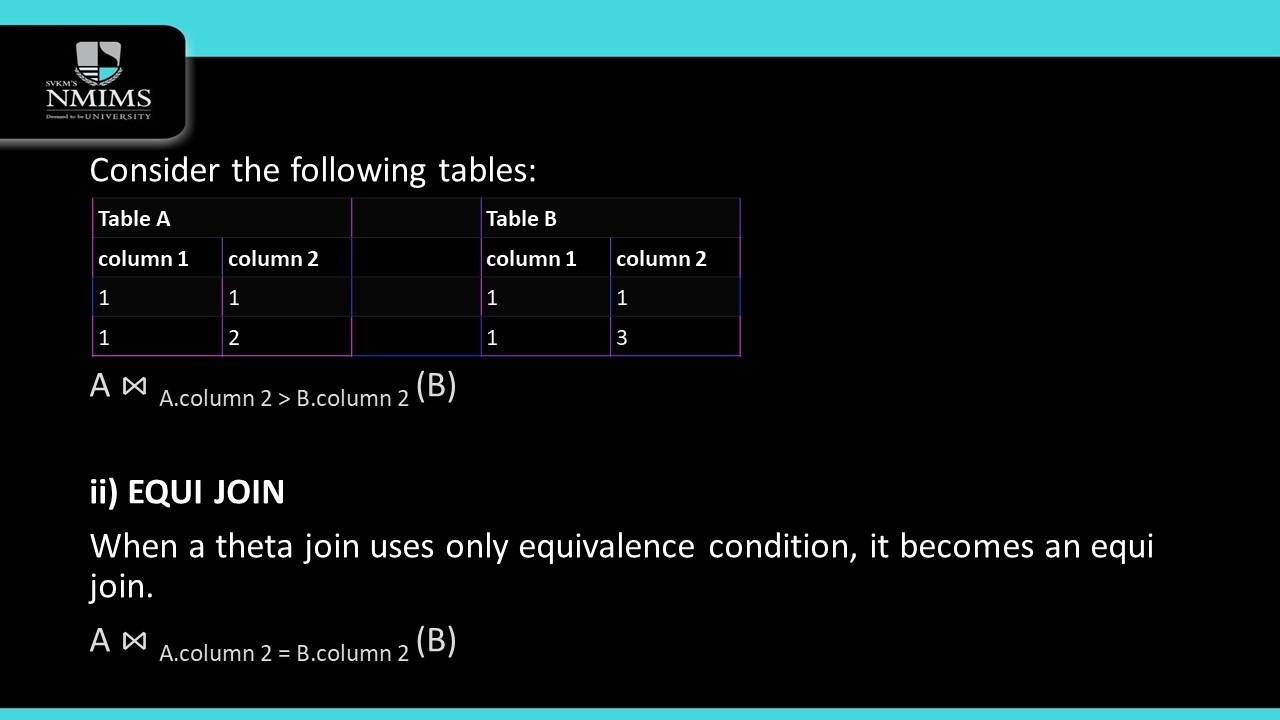 SVKM'S
NMIMS
Deemed to be UNIVERSITY
Consider the following tables:
Table A Table B
column 1 column 2 column 1 column 2
1 1 1 1
1 2 1 3
A ⋈ A.column 2 > B.column 2 (B)
ii) EQUI JOIN
When a theta join uses only equivalence condition, it becomes an equi
join.
A ⋈ A.column 2 = B.column 2 (B)